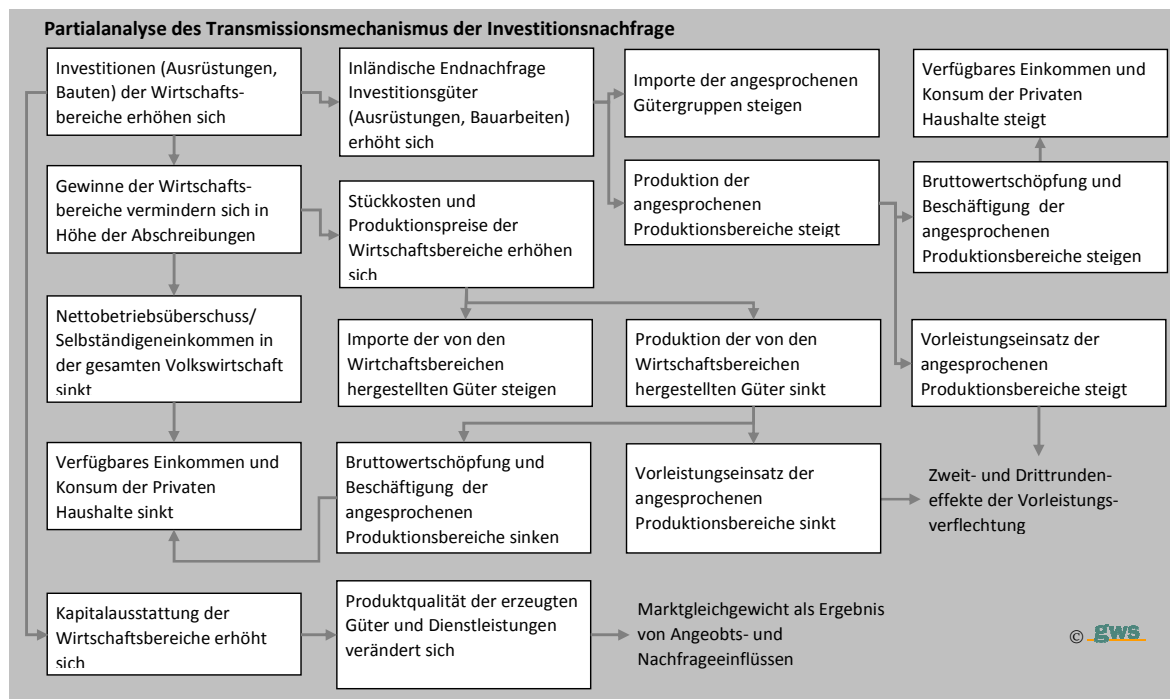 Partialanalyse des Transmissionsmechanismus der Investitionsnachfrage
Investitionen (Ausrüstungen,
Bauten) der Wirtschafts-
bereiche erhöhen sich
Inländische Endnachfrage
Investitionsgüter
(Ausrüstungen, Bauarbeiten)
erhöht sich
Importe der angesprochenen
Gütergruppen steigen
Verfügbares Einkommen und
Konsum der Privaten
Haushalte steigt
Gewinne der Wirtschafts-
bereiche vermindern sich in
Höhe der Abschreibungen
Stückkosten und
Produktionspreise der
Wirtschaftsbereiche erhöhen
sich
Produktion der
angesprochenen
Produktionsbereiche steigt
Bruttowertschöpfung und
Beschäftigung der
angesprochenen
Produktionsbereiche steigen
Nettobetriebsüberschuss/
Selbständigeneinkommen in
der gesamten Volkswirtschaft
sinkt
Importe der von den
Wirtchaftsbereichen
hergestellten Güter steigen
Produktion der von den
Wirtschaftsbereichen
hergestellten Güter sinkt
Vorleistungseinsatz der
angesprochenen
Produktionsbereiche steigt
Verfügbares Einkommen und
Konsum der Privaten
Haushalte sinkt
Bruttowertschöpfung und
Beschäftigung der
angesprochenen
Produktionsbereiche sinken
Vorleistungseinsatz der
angesprochenen
Produktionsbereiche sinkt
Zweit- und Drittrunden-
effekte der Vorleistungs-
verflechtung
Kapitalausstattung der
Wirtschaftsbereiche erhöht
sich
Produktqualität der erzeugten
Güter und Dienstleistungen
verändert sich
Marktgleichgewicht als Ergebnis
von Angeobts- und
Nachfrageeinflüssen
© gws